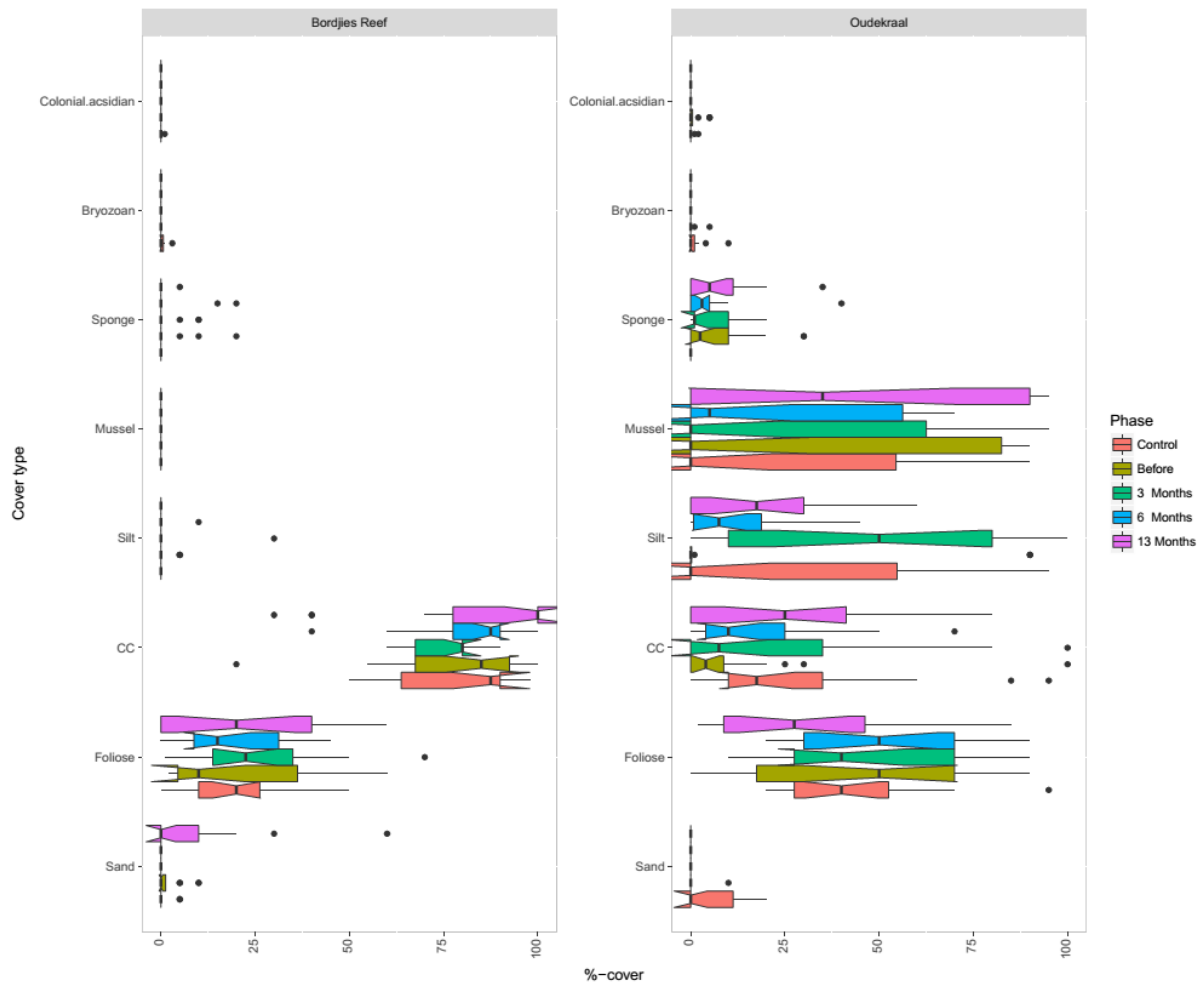 Bordjies Reef
Oudekraal
Cover type
Colonial.acsidian
Bryozoan
Sponge
Mussel
Silt
CC
Foliose
Sand
0
25
50
75
100
Colonial.acsidian
Bryozoan
Sponge
Mussel
Silt
CC
Foliose
Sand
0
25
50
75
100
%-cover
Phase
Control
Before
3 Months
6 Months
13 Months